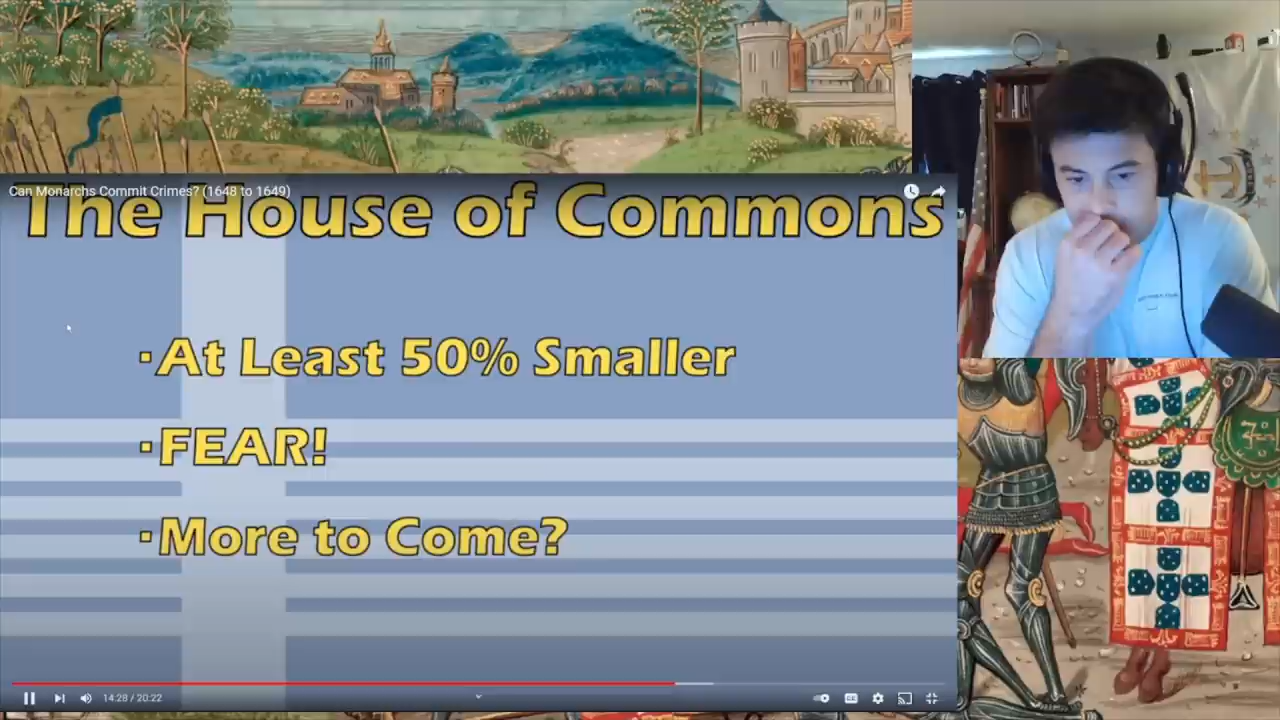 Can Monarchs Commit Crimes? (1648 to 1649)
The House of Commons
·At Least 50% Smaller
·FEAR!
·More to Come?
14:28 / 20:22
CC